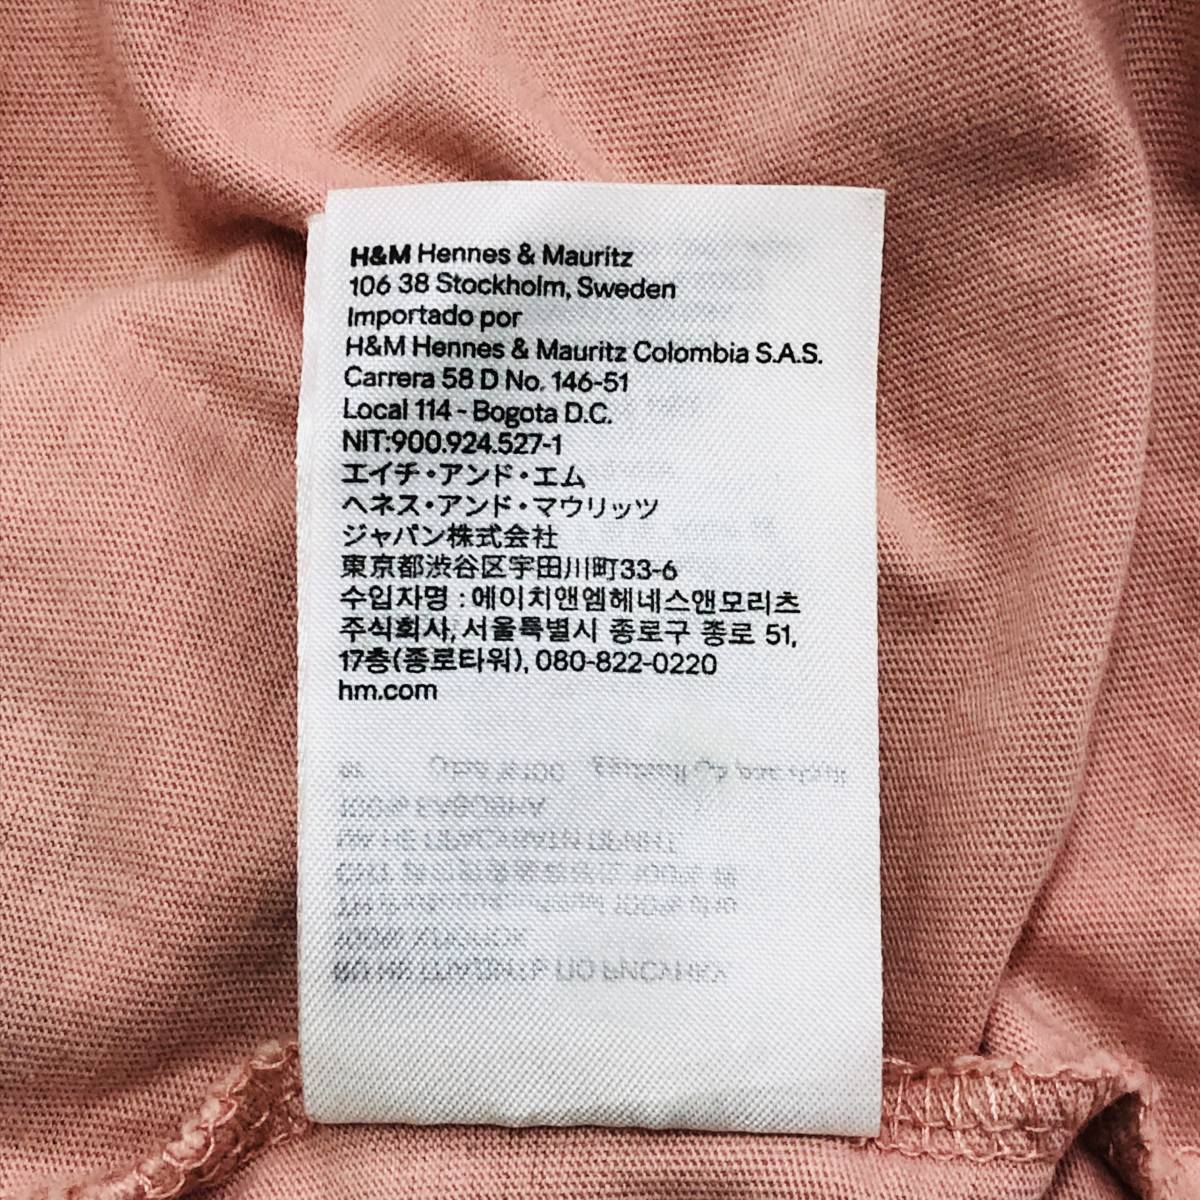 H&M Hennes & Mauritz
106 38 Stockholm, Sweden
Importado por
H&M Hennes & Mauritz Colombia S.A.S.
Carrera 58 D No. 146-51
Local 114 - Bogota D.C.
NIT:900.924.527-1
エイチ・アンド・エム
ヘネス・アンド・マウリッツ
ジャパン株式会社
東京都渋谷区宇田川町33-6
수입자명 : 에이치앤엠헤네스앤모리츠
주식회사, 서울특별시 종로구 종로 51,
17층(종로타워), 080-822-0220
hm.com